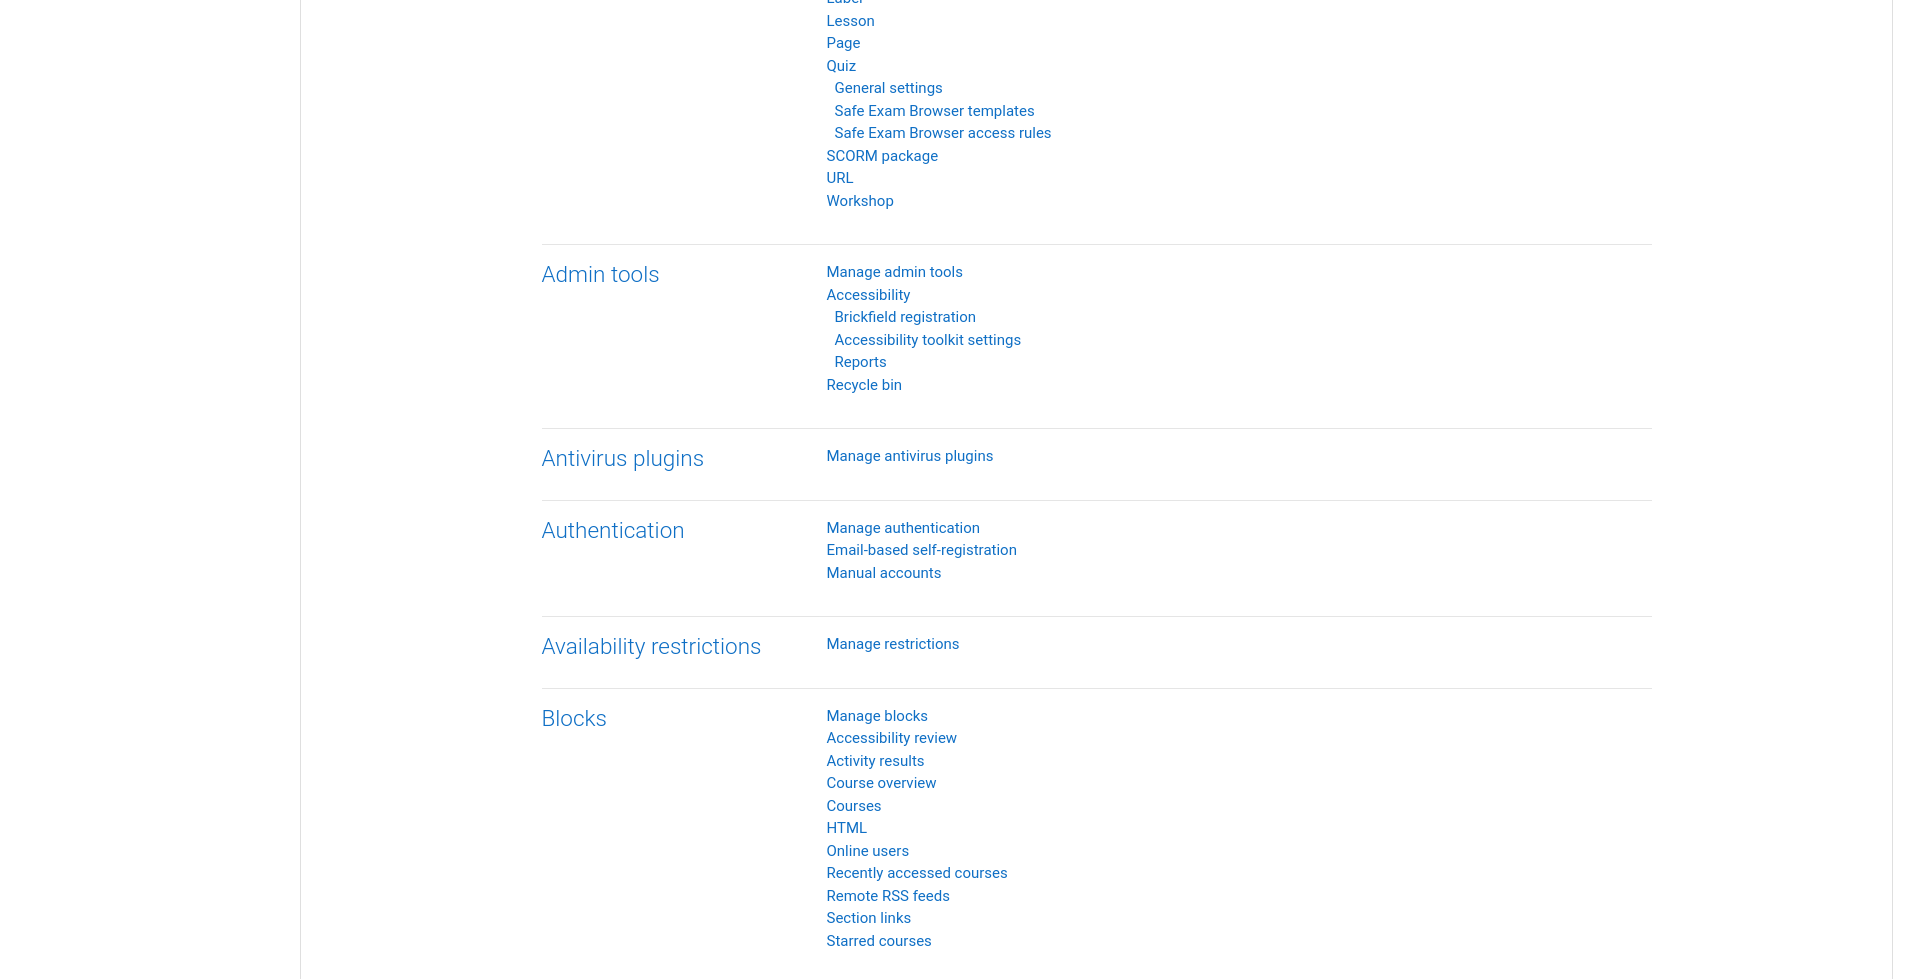 Lesson
Page
Quiz
General settings
Safe Exam Browser templates
Safe Exam Browser access rules
SCORM package
URL
Workshop
Admin tools
Manage admin tools
Accessibility
Brickfield registration
Accessibility toolkit settings
Reports
Recycle bin
Antivirus plugins
Manage antivirus plugins
Authentication
Manage authentication
Email-based self-registration
Manual accounts
Availability restrictions
Manage restrictions
Blocks
Manage blocks
Accessibility review
Activity results
Course overview
Courses
HTML
Online users
Recently accessed courses
Remote RSS feeds
Section links
Starred courses